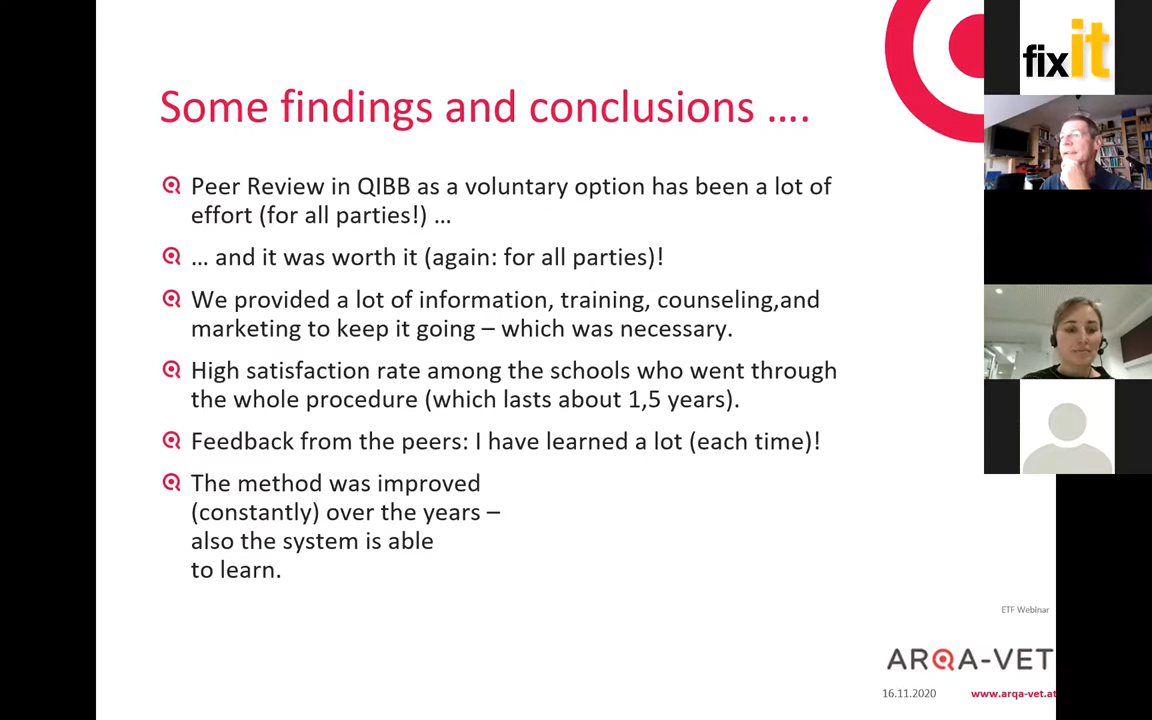 fixit
Some findings and conclusions ....
Peer Review in QIBB as a voluntary option has been a lot of
effort (for all parties!) ...
... and it was worth it (again: for all parties)!
We provided a lot of information, training, counseling,and
marketing to keep it going – which was necessary.
High satisfaction rate among the schools who went through
the whole procedure (which lasts about 1,5 years).
Feedback from the peers: I have learned a lot (each time)!
The method was improved
(constantly) over the years –
also the system is able
to learn.
ETF Webinar
ARQA-VET
16.11.2020 www.arqa-vet.at